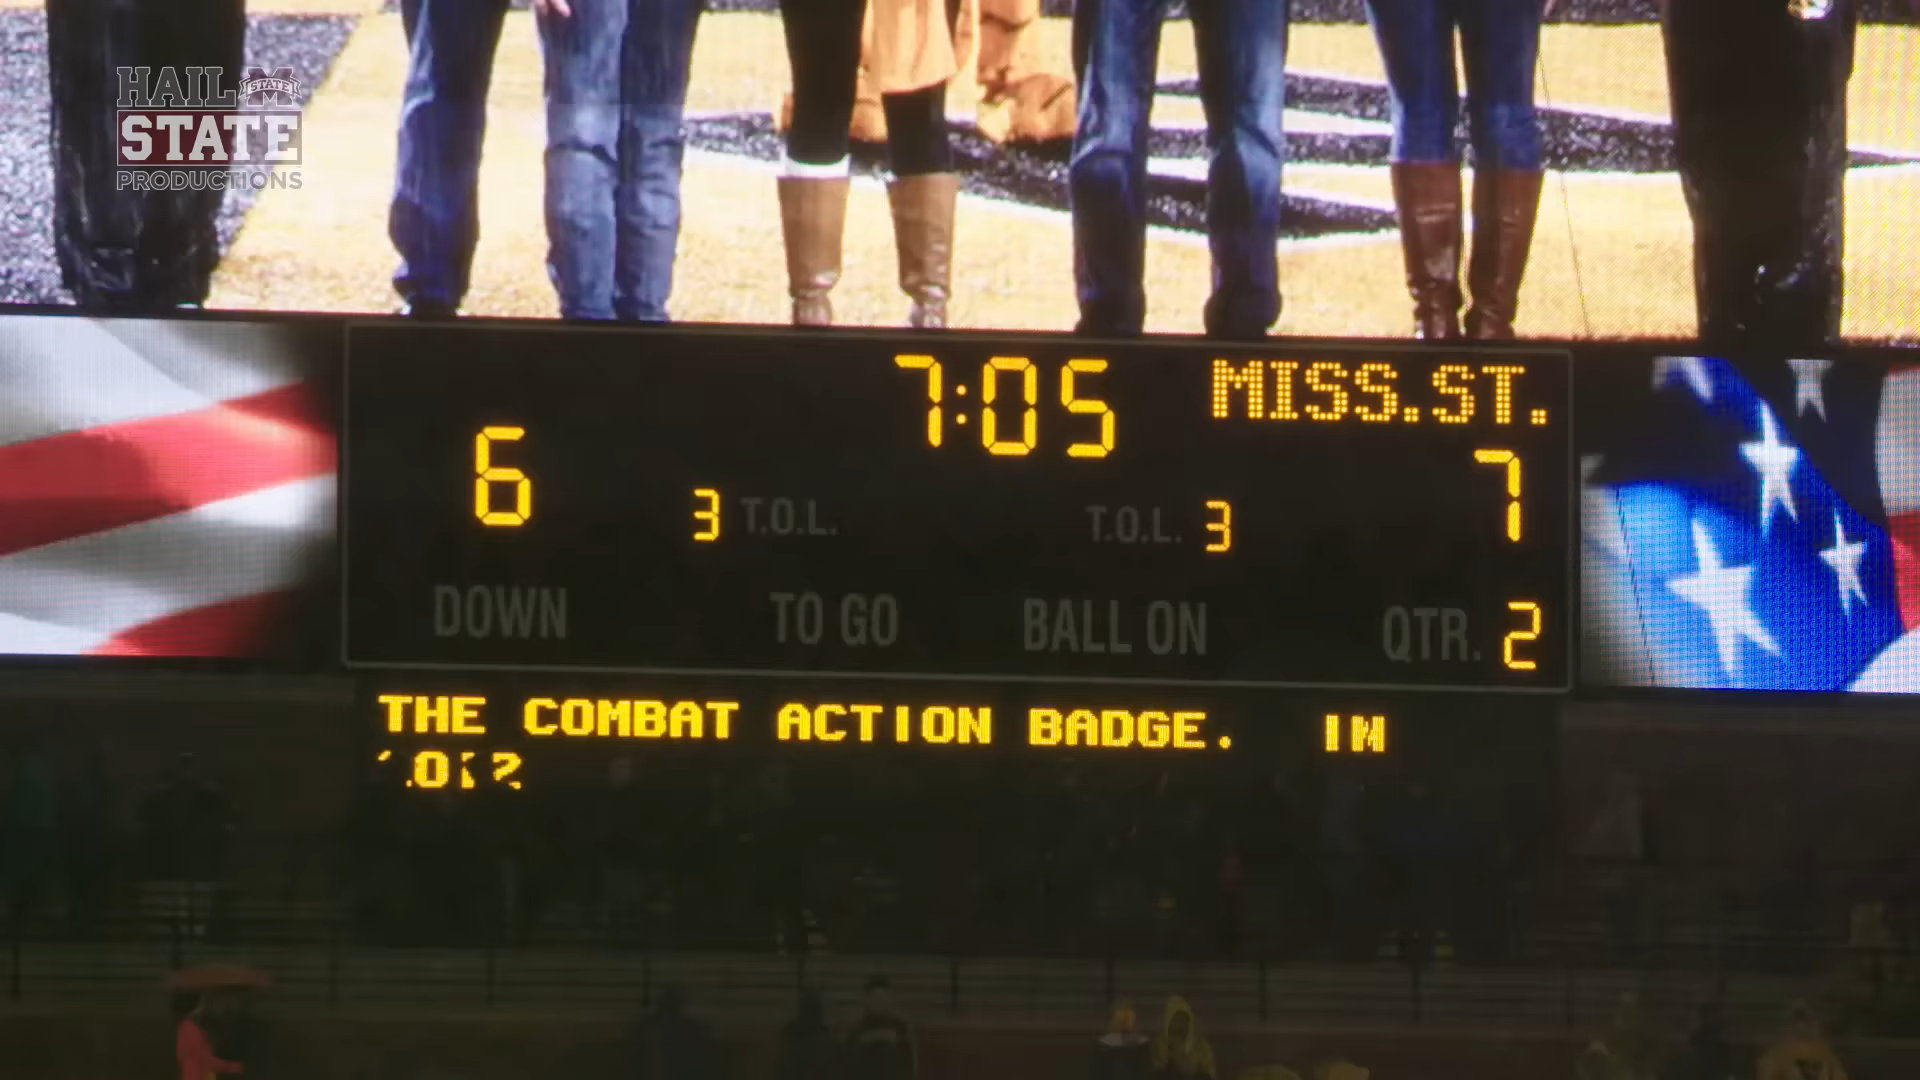 HAIL STATE
STATE
PRODUCTIONS
7:05
MISS.ST.
6
3 T.O.L.
T.O.L. 3
7
DOWN
TO GO
BALL ON
QTR. 2
THE COMBAT ACTION BADGE. IN